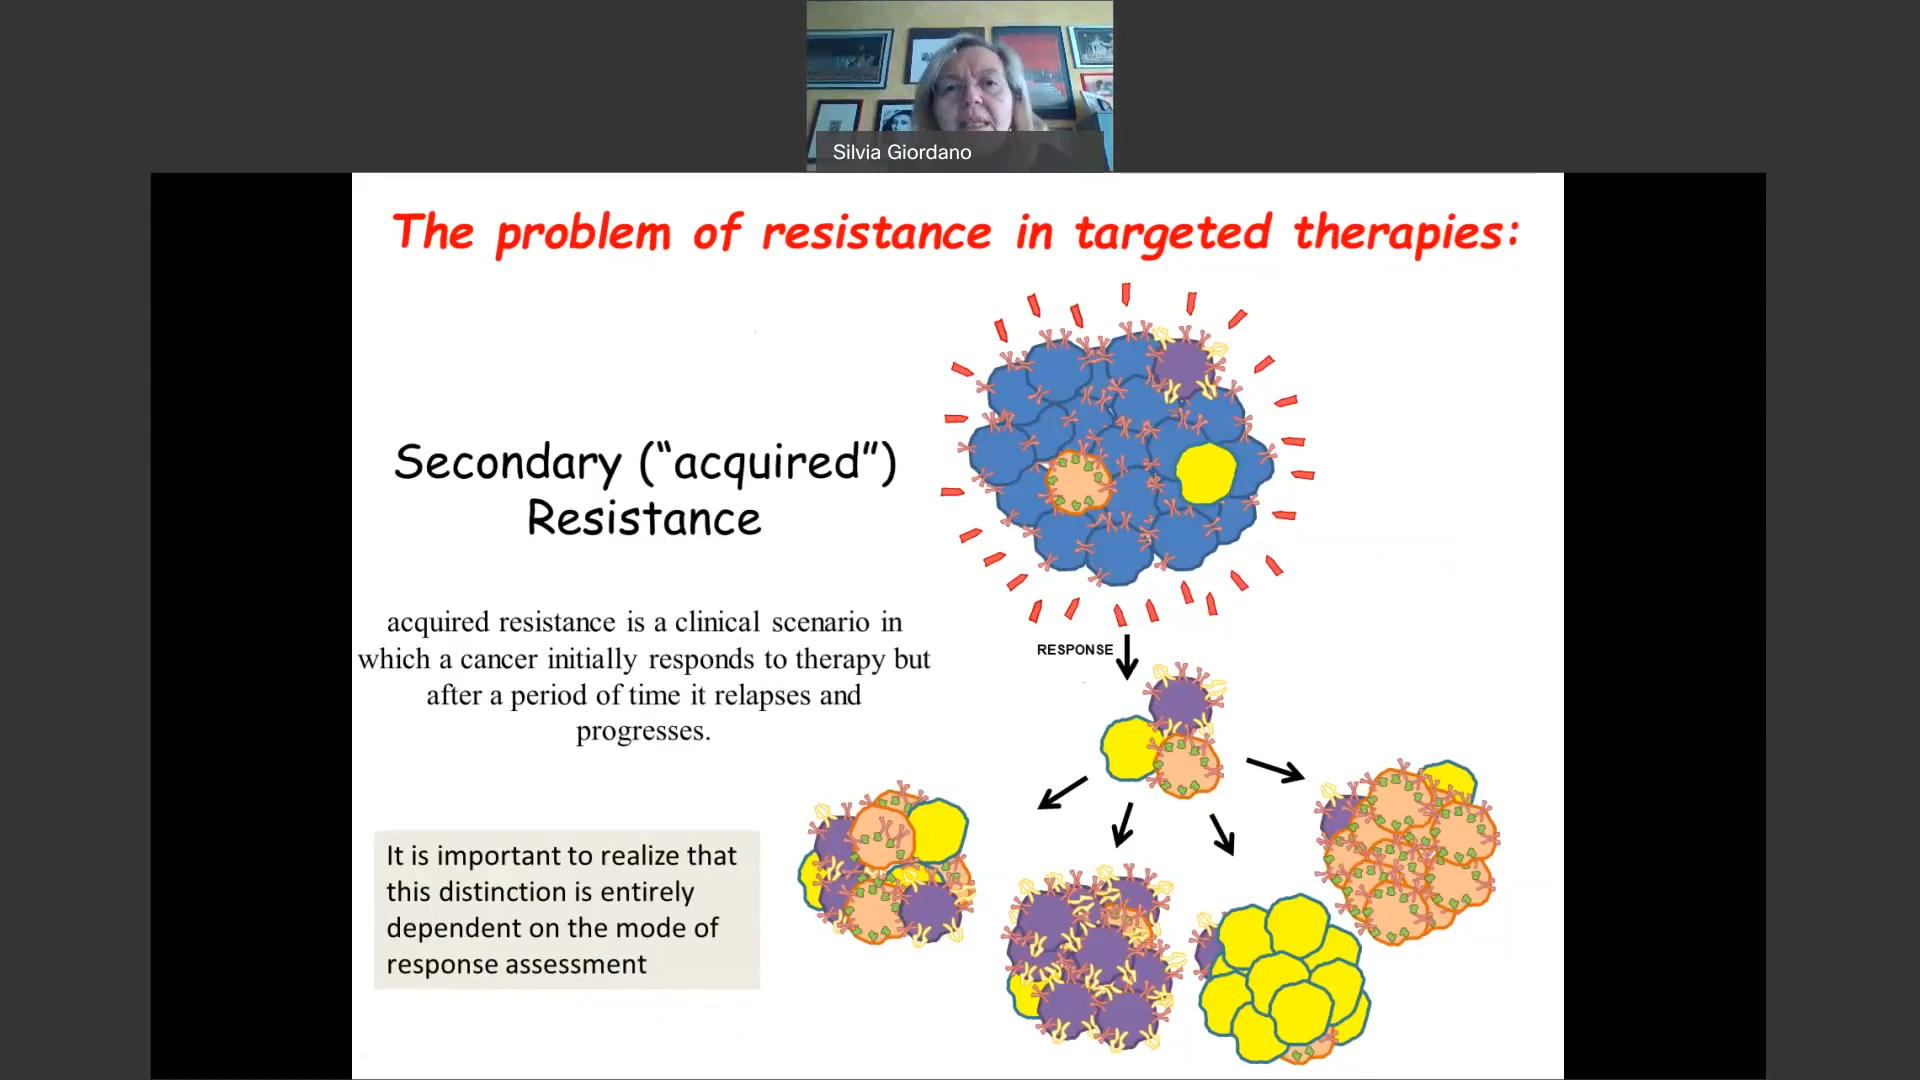 Silvia Giordano
The problem of resistance in targeted therapies:
Secondary (“acquired”)
Resistance
acquired resistance is a clinical scenario in
which a cancer initially responds to therapy but
after a period of time it relapses and
progresses.
RESPONSE
It is important to realize that
this distinction is entirely
dependent on the mode of
response assessment